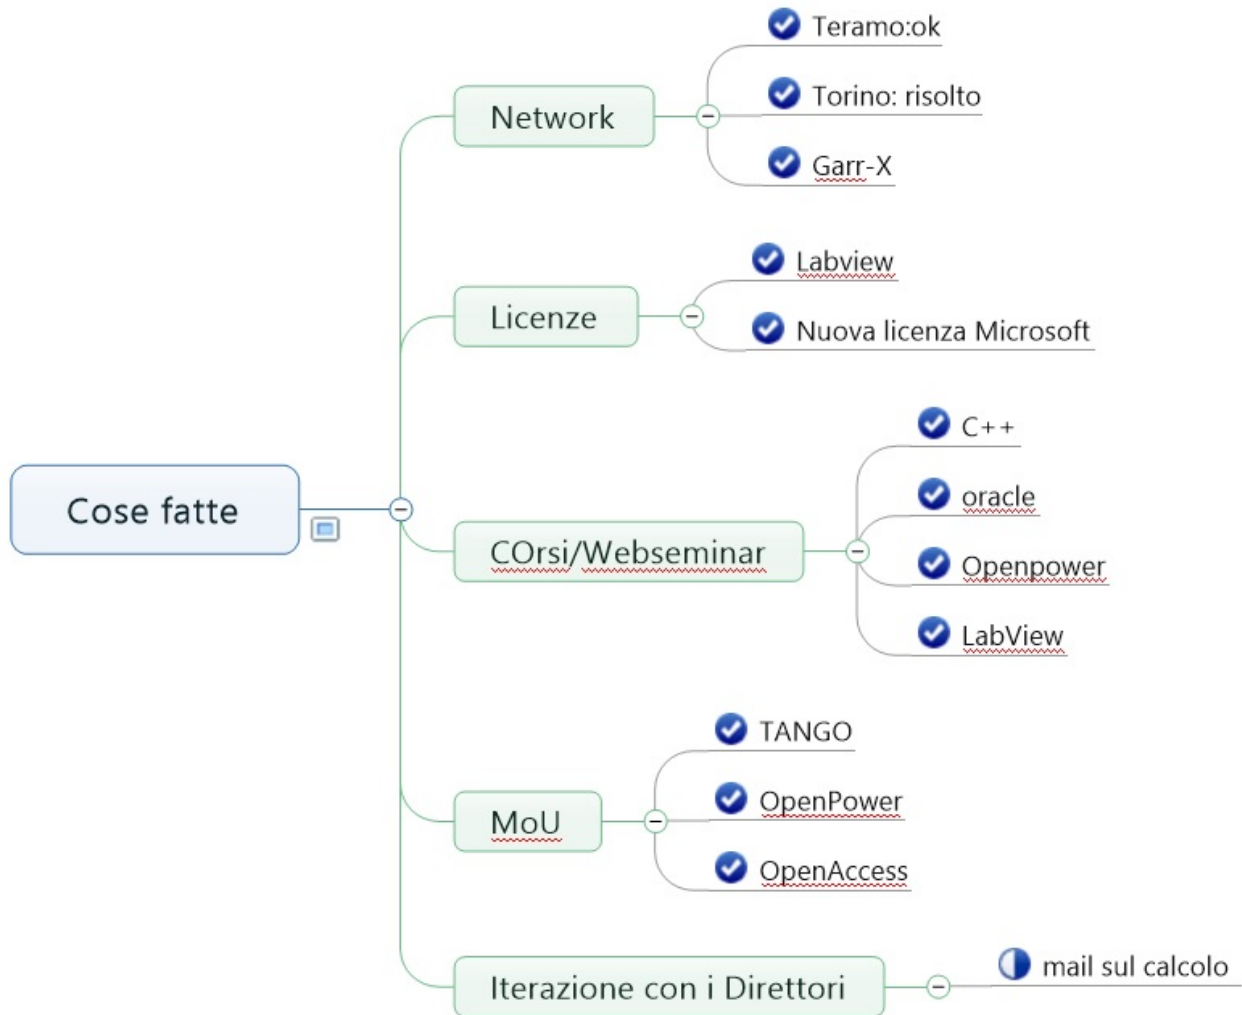 Cose fatte
Network
Teramo:ok
Torino: risolto
Garr-X
Licenze
Labview
Nuova licenza Microsoft
COrsi/Webseminar
C++
oracle
Openpower
LabView
MoU
TANGO
OpenPower
OpenAccess
Iterazione con i Direttori
mail sul calcolo